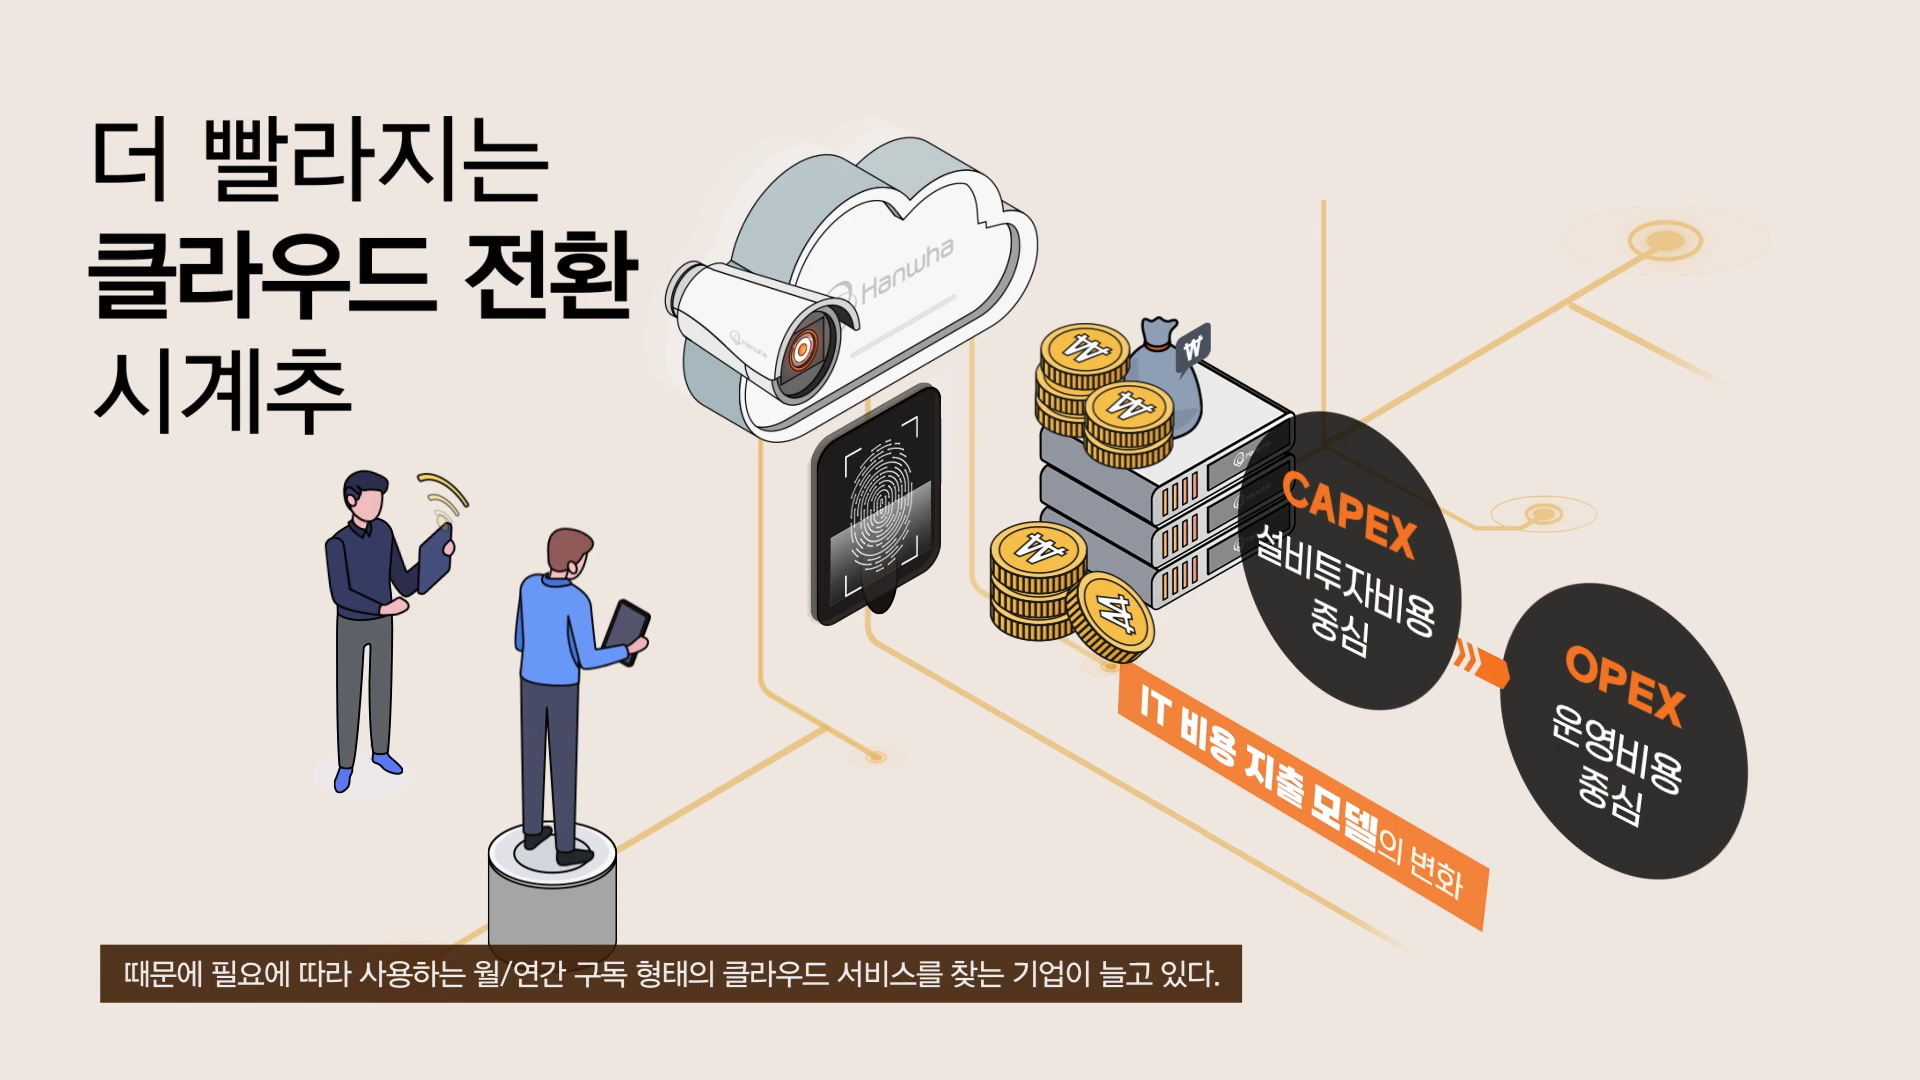 더 빨라지는
클라우드 전환
시계추
Hanwha
Hanwha
CAPEX
설비투자비용
중심
OPEX
운영비용
중심
IT 비용 지출 모델의 변화
때문에 필요에 따라 사용하는 월/연간 구독 형태의 클라우드 서비스를 찾는 기업이 늘고 있다.